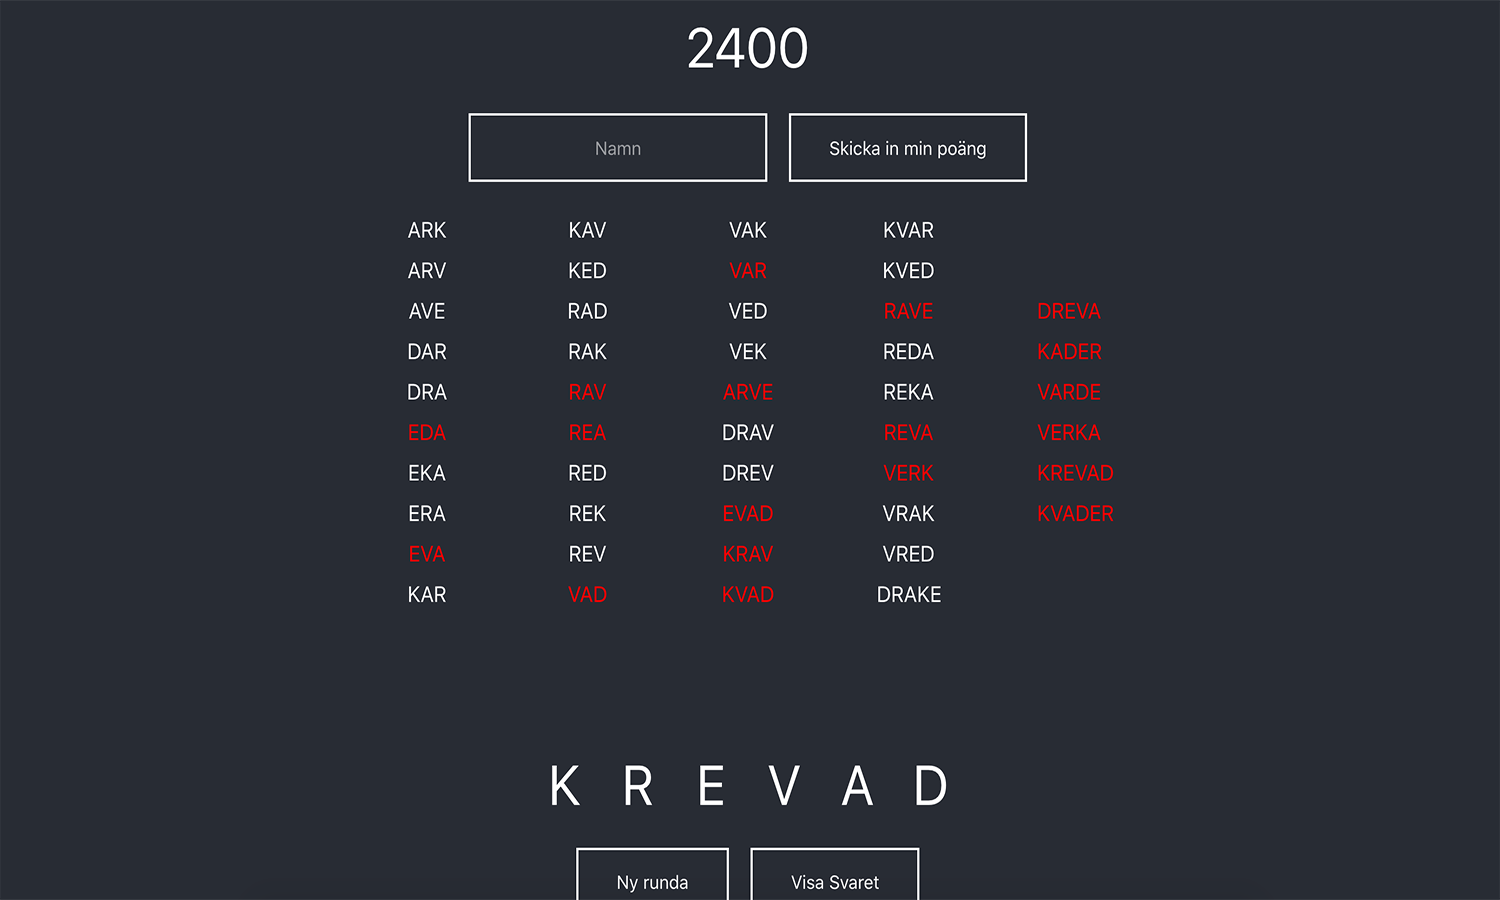 2400
Namn Skicka in min poäng
ARK KAV VAK KVAR
ARV KED VAR KVED
AVE RAD VED RAVE DREVA
DAR RAK VEK REDA KADER
DRA RAV ARVE REKA VARDE
EDA REA DRAV REVA VERKA
EKA RED DREV VERK KREVAD
ERA REK EVAD VRAK KVADER
EVA REV KRAV VRED
KAR VAD KVAD DRAKE
K R E V A D
Ny runda Visa Svaret